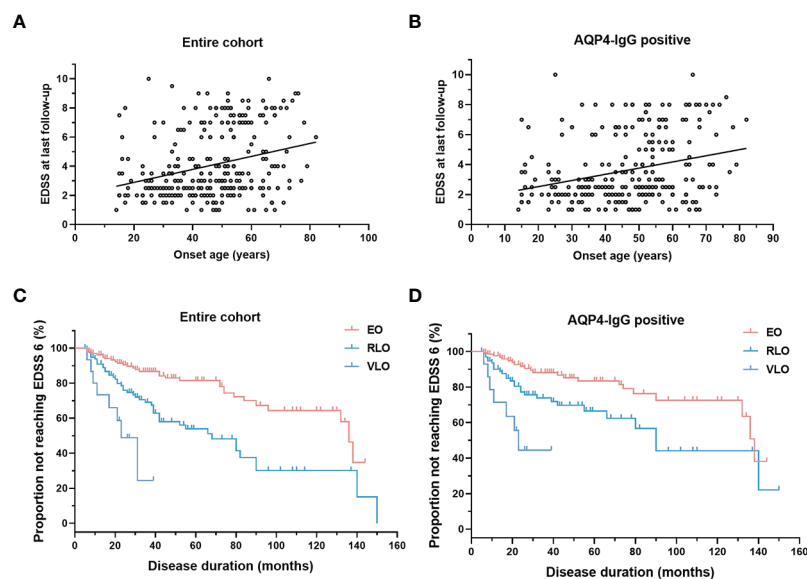 A
Entire cohort
EDSS at last follow-up
10
8
6
4
2
0
0 20 40 60 80 100
Onset age (years)
B
AQP4-IgG positive
EDSS at last follow-up
10
8
6
4
2
0
0 10 20 30 40 50 60 70 80 90
Onset age (years)
C
Entire cohort
EO
RLO
VLO
Proportion not reaching EDSS 6 (%)
100
80
60
40
20
0
0 20 40 60 80 100 120 140 160
Disease duration (months)
D
AQP4-IgG positive
EO
RLO
VLO
Proportion not reaching EDSS 6 (%)
100
80
60
40
20
0
0 20 40 60 80 100 120 140 160
Disease duration (months)